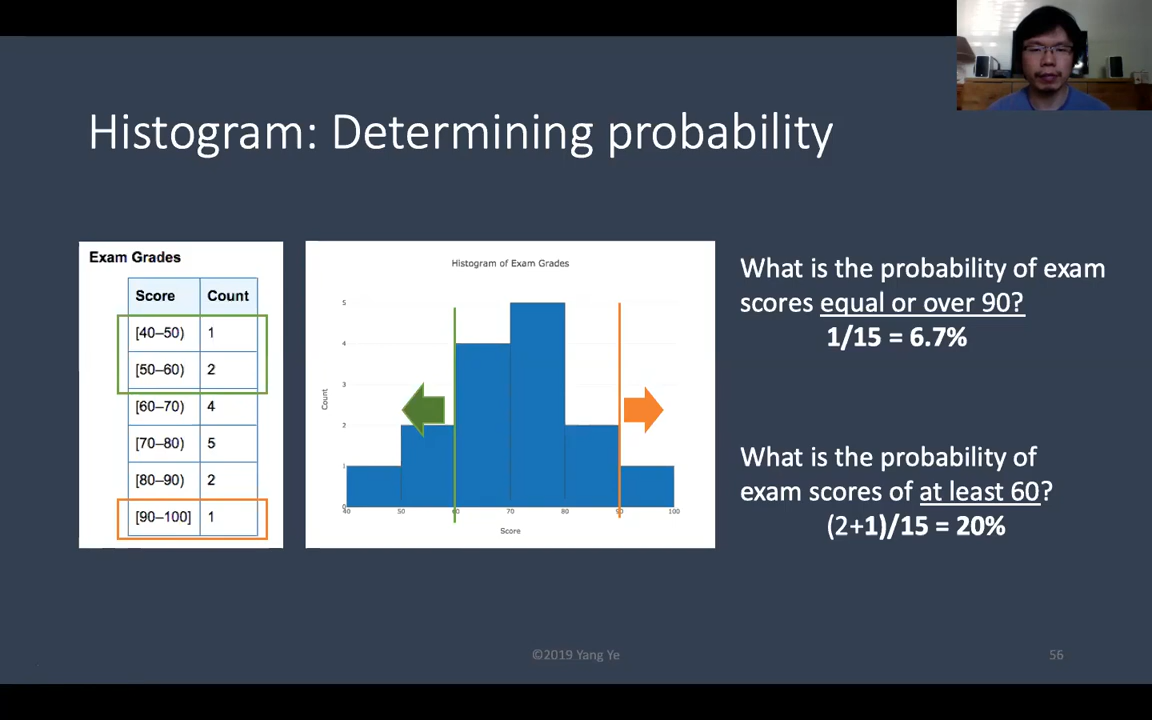 Histogram: Determining probability
Exam Grades
Score Count
[40–50) 1
[50–60) 2
[60–70) 4
[70–80) 5
[80–90) 2
[90–100] 1
Histogram of Exam Grades
5
4
3
2
1
0
Count
40 50 60 70 80 90 100
Score
What is the probability of exam
scores equal or over 90?
1/15 = 6.7%
What is the probability of
exam scores of at least 60?
(2+1)/15 = 20%
©2019 Yang Ye
56